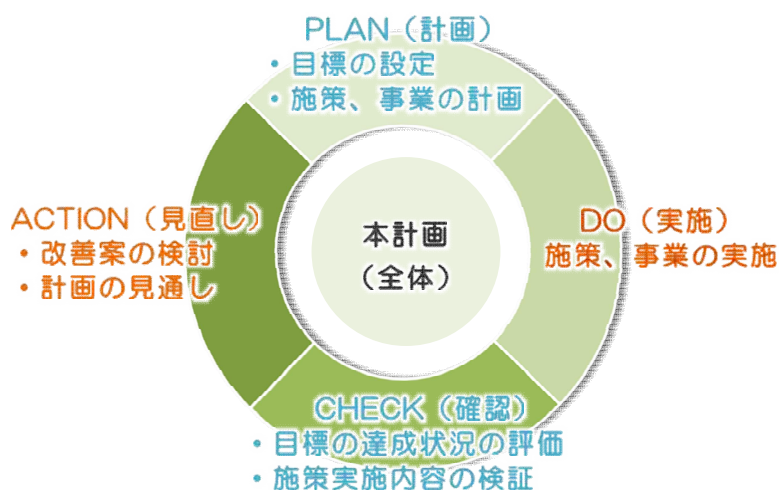 PLAN（計画）
・目標の設定
・施策、事業の計画
DO（実施）
施策、事業の実施
本計画
（全体）
ACTION（見直し）
・改善案の検討
・計画の見通し
CHECK（確認）
・目標の達成状況の評価
・施策実施内容の検証